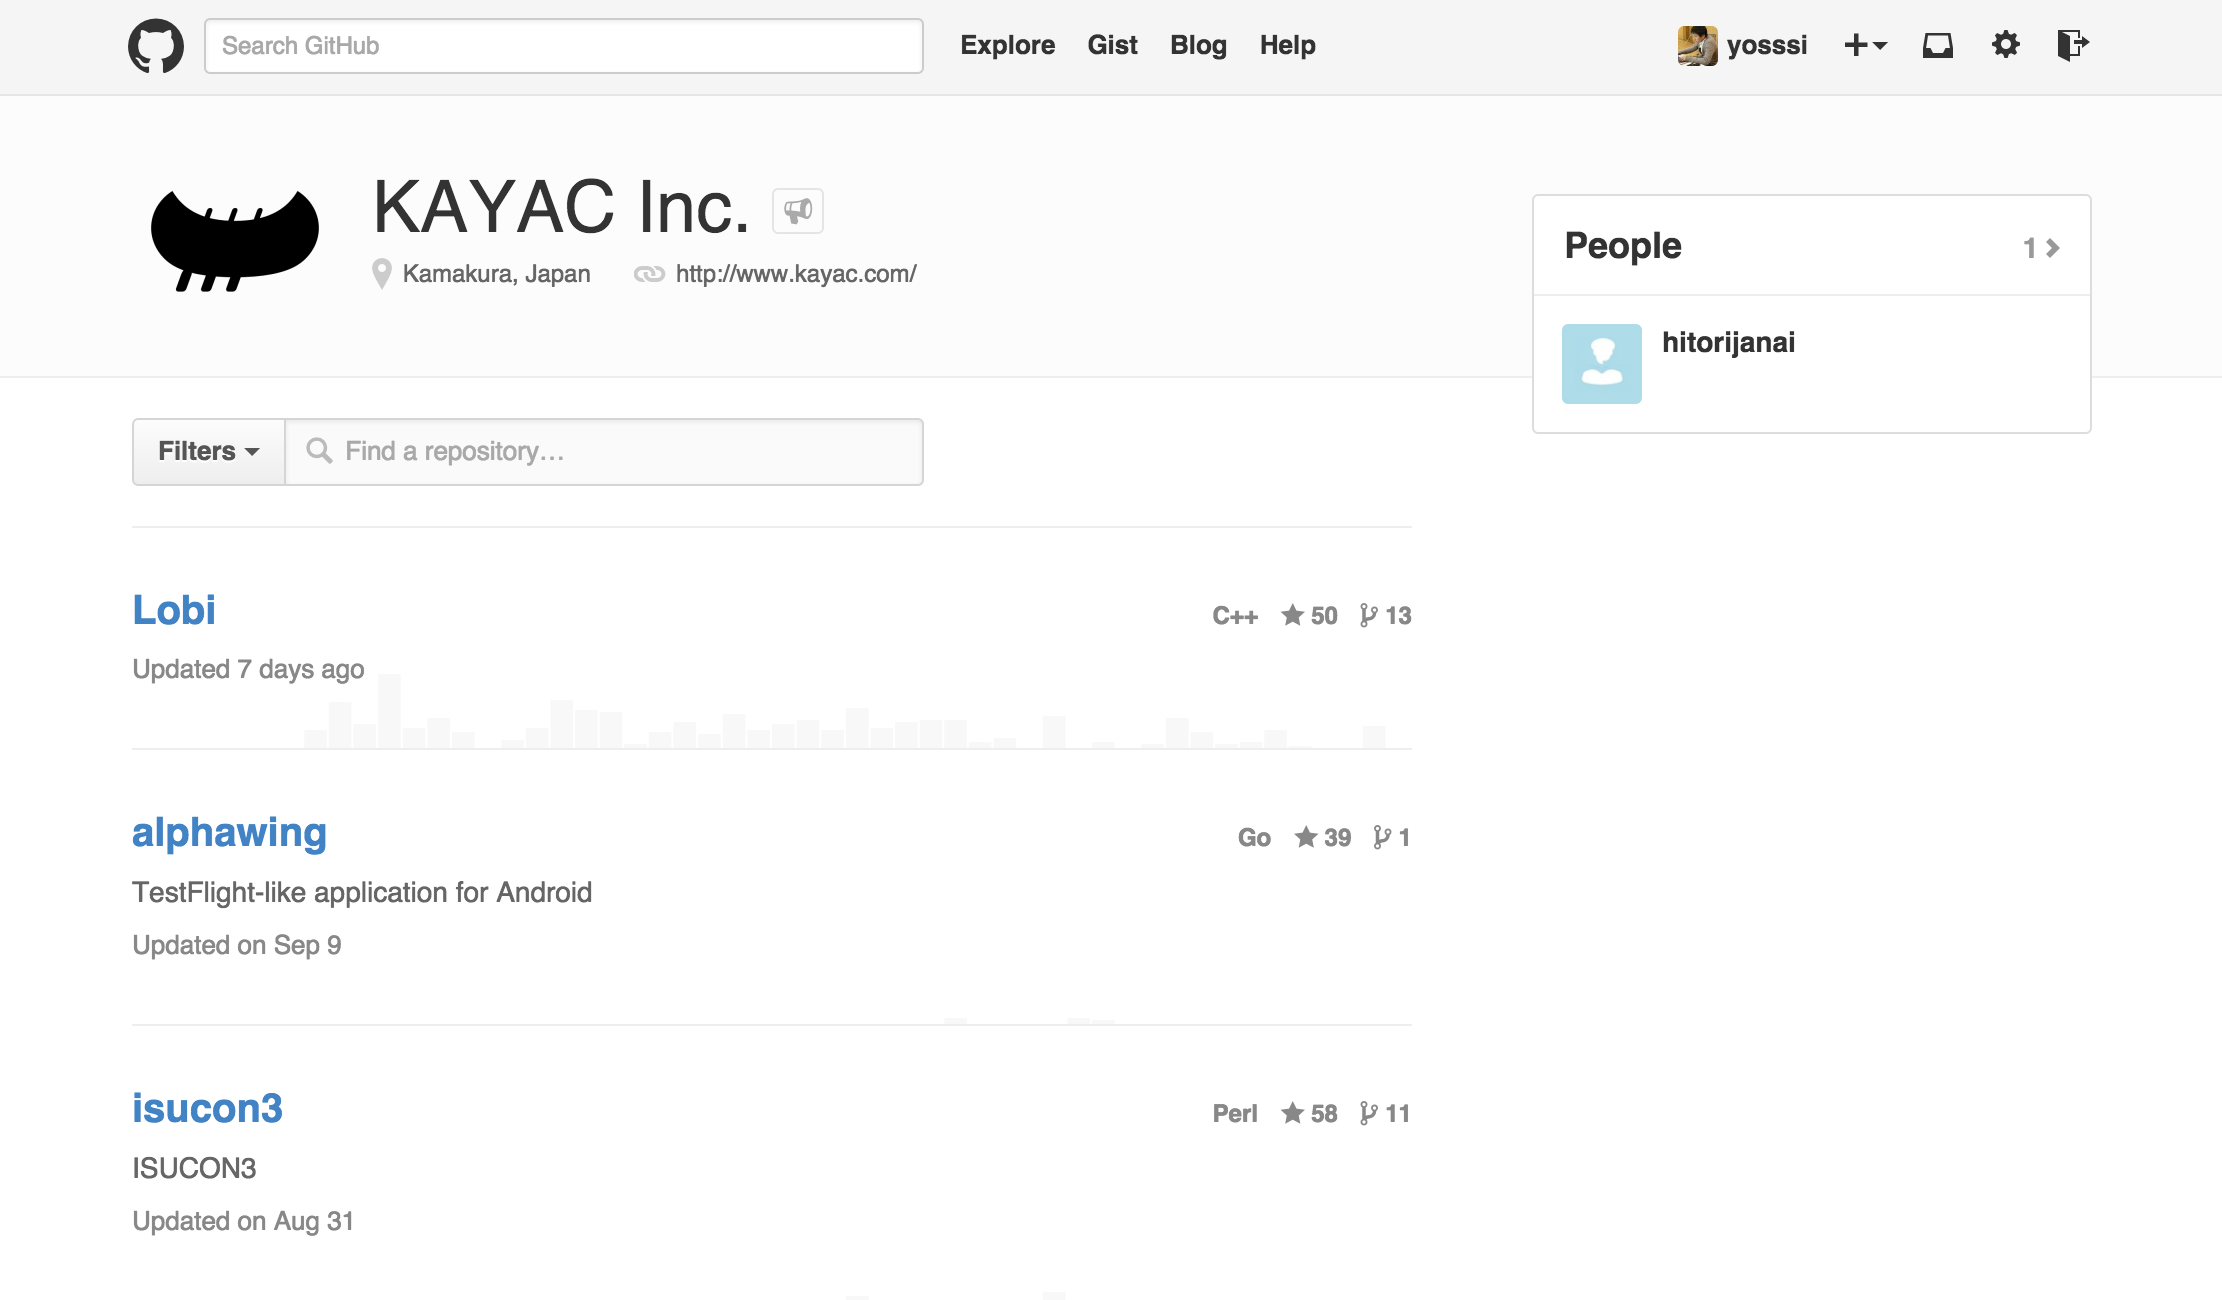 Search GitHub
Explore Gist Blog Help
yosssi
KAYAC Inc.
Kamakura, Japan http://www.kayac.com/
People 1
hitorijanai
Filters Find a repository…
Lobi
C++ 50 13
Updated 7 days ago
alphawing
Go 39 1
TestFlight-like application for Android
Updated on Sep 9
isucon3
Perl 58 11
ISUCON3
Updated on Aug 31